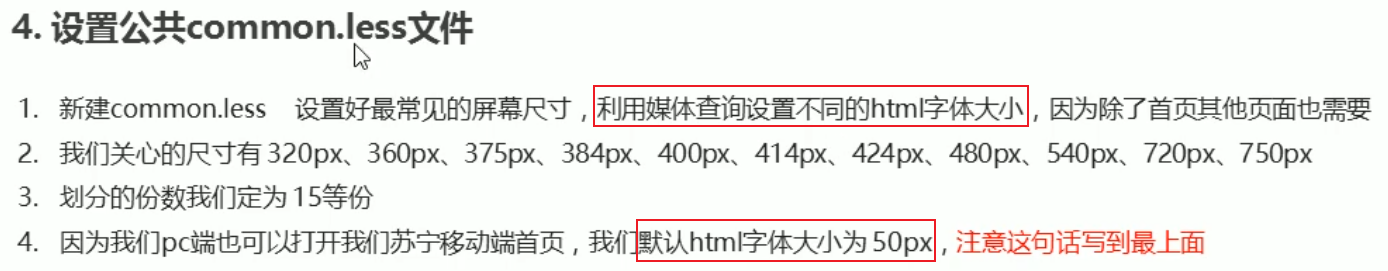 4. 设置公共common.less文件
1. 新建common.less 设置好最常见的屏幕尺寸，利用媒体查询设置不同的html字体大小，因为除了首页其他页面也需要
2. 我们关心的尺寸有 320px、360px、375px、384px、400px、414px、424px、480px、540px、720px、750px
3. 划分的份数我们定为 15等份
4. 因为我们pc端也可以打开我们苏宁移动端首页，我们默认html字体大小为 50px，注意这句话写到最上面